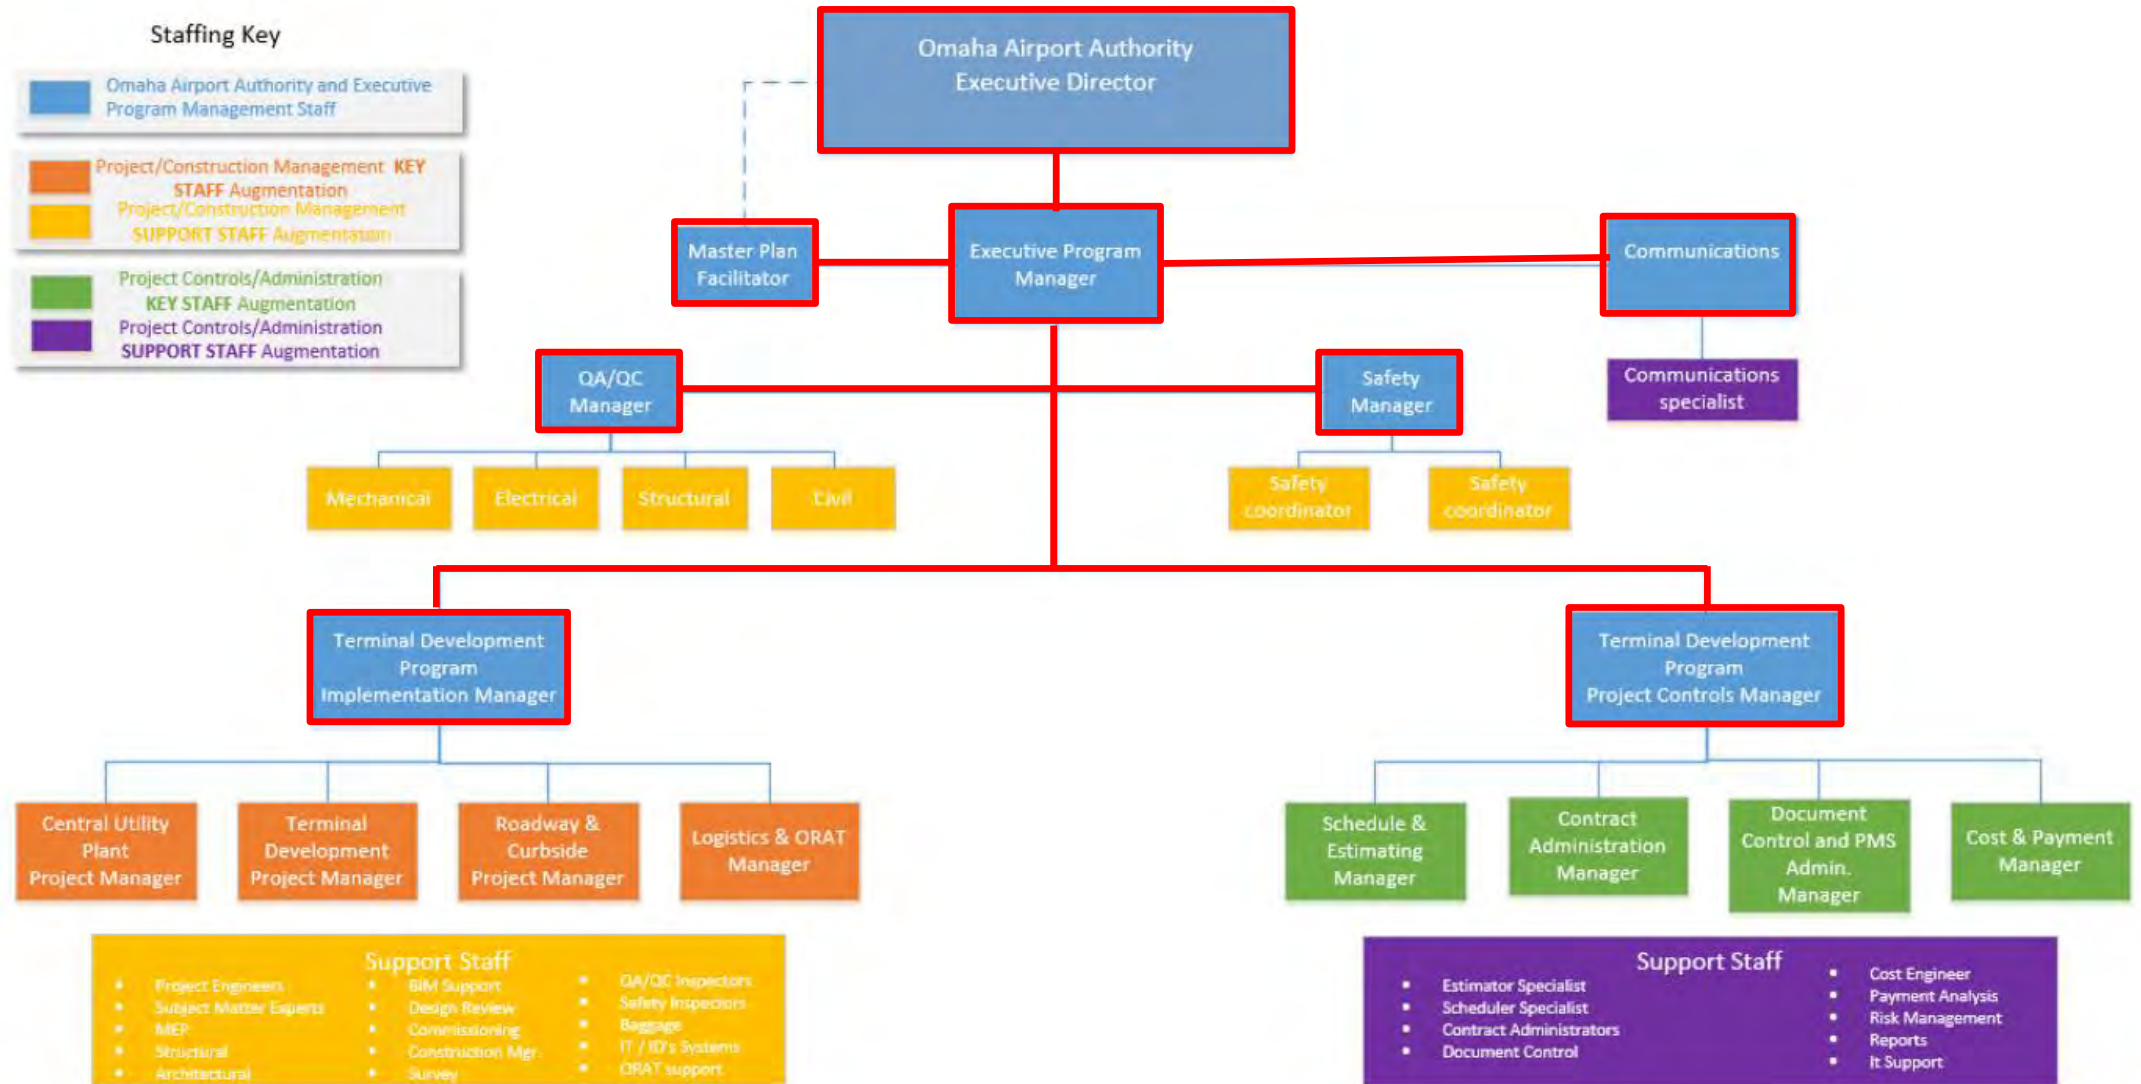 Staffing Key
Omaha Airport Authority and Executive
Program Management Staff
Project/Construction Management KEY
STAFF Augmentation
Project/Construction Management
SUPPORT STAFF Augmentation
Project Controls/Administration
KEY STAFF Augmentation
Project Controls/Administration
SUPPORT STAFF Augmentation
Omaha Airport Authority
Executive Director
Master Plan
Facilitator
Executive Program
Manager
Communications
Communications
specialist
QA/QC
Manager
Safety
Manager
Mechanical
Electrical
Structural
Civil
Safety
coordinator
Safety
coordinator
Terminal Development
Program
Implementation Manager
Terminal Development
Program
Project Controls Manager
Central Utility
Plant
Project Manager
Terminal
Development
Project Manager
Roadway &
Curbside
Project Manager
Logistics & ORAT
Manager
Schedule &
Estimating
Manager
Contract
Administration
Manager
Document
Control and PMS
Admin.
Manager
Cost & Payment
Manager
Support Staff
▪ Project Engineers
▪ Subject Matter Experts
▪ MEP
▪ Structural
▪ Architectural
▪ BIM Support
▪ Design Review
▪ Commissioning
▪ Construction Mgr.
▪ Survey
▪ QA/QC Inspectors
▪ Safety Inspectors
▪ Baggage
▪ IT / ID's Systems
▪ ORAT support
Support Staff
▪ Estimator Specialist
▪ Scheduler Specialist
▪ Contract Administrators
▪ Document Control
▪ Cost Engineer
▪ Payment Analysis
▪ Risk Management
▪ Reports
▪ It Support